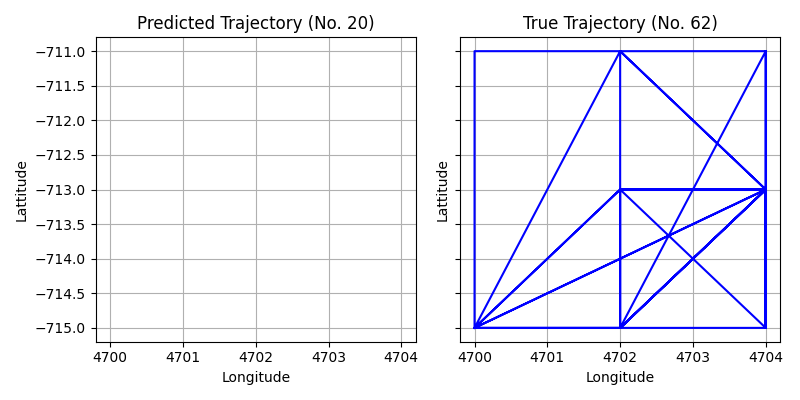 Predicted Trajectory (No. 20)
True Trajectory (No. 62)
Lattitude
−711.0
−711.5
−712.0
−712.5
−713.0
−713.5
−714.0
−714.5
−715.0
4700 4701 4702 4703 4704
Longitude
Lattitude
4700 4701 4702 4703 4704
Longitude